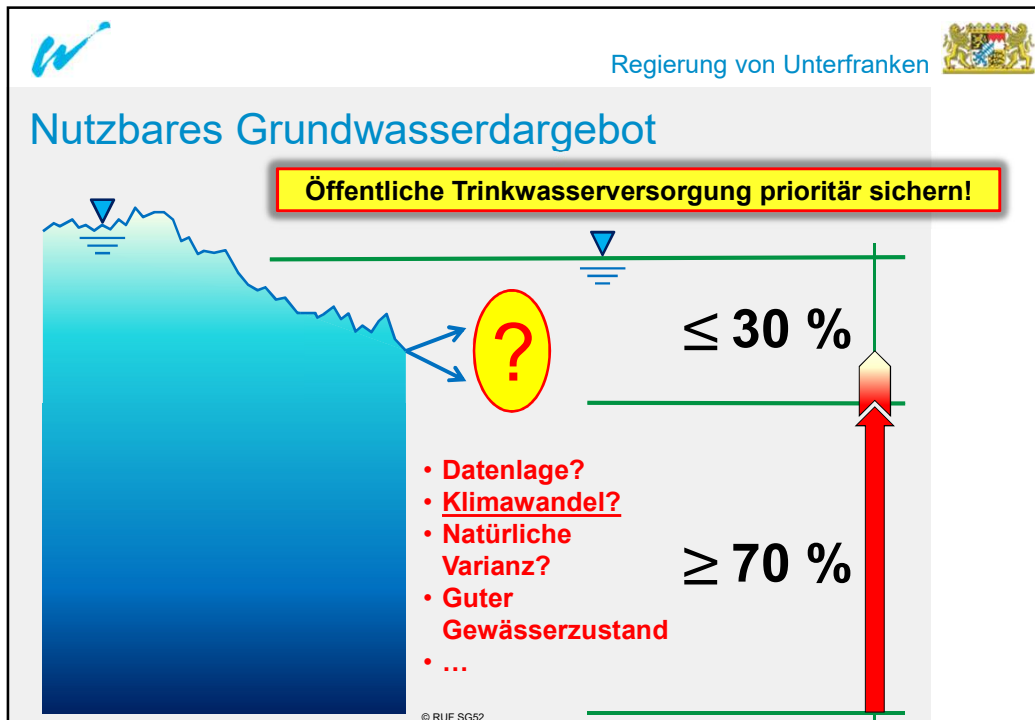 Regierung von Unterfranken
Nutzbares Grundwasserdargebot
Öffentliche Trinkwasserversorgung prioritär sichern!
?
≤ 30 %
• Datenlage?
• Klimawandel?
• Natürliche
Varianz?
• Guter
Gewässerzustand
• ...
≥ 70 %
© RUF SG52